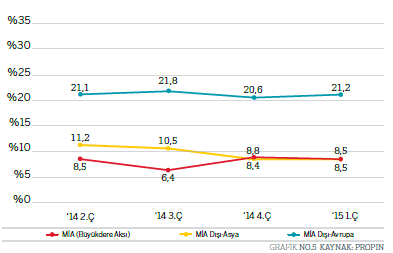 %35
%30
%25
21,1 21,8 20,6 21,2
%20
%15
11,2 10,5 8,8 8,5
%10
8,5 6,4 8,4 8,5
%5
%0
'14 2.Ç '14 3.Ç '14 4.Ç '15 1.Ç
MİA (Büyükdere Aksı) MİA Dışı-Asya MİA Dışı-Avrupa
GRAFİK NO.5 KAYNAK: PROPIN